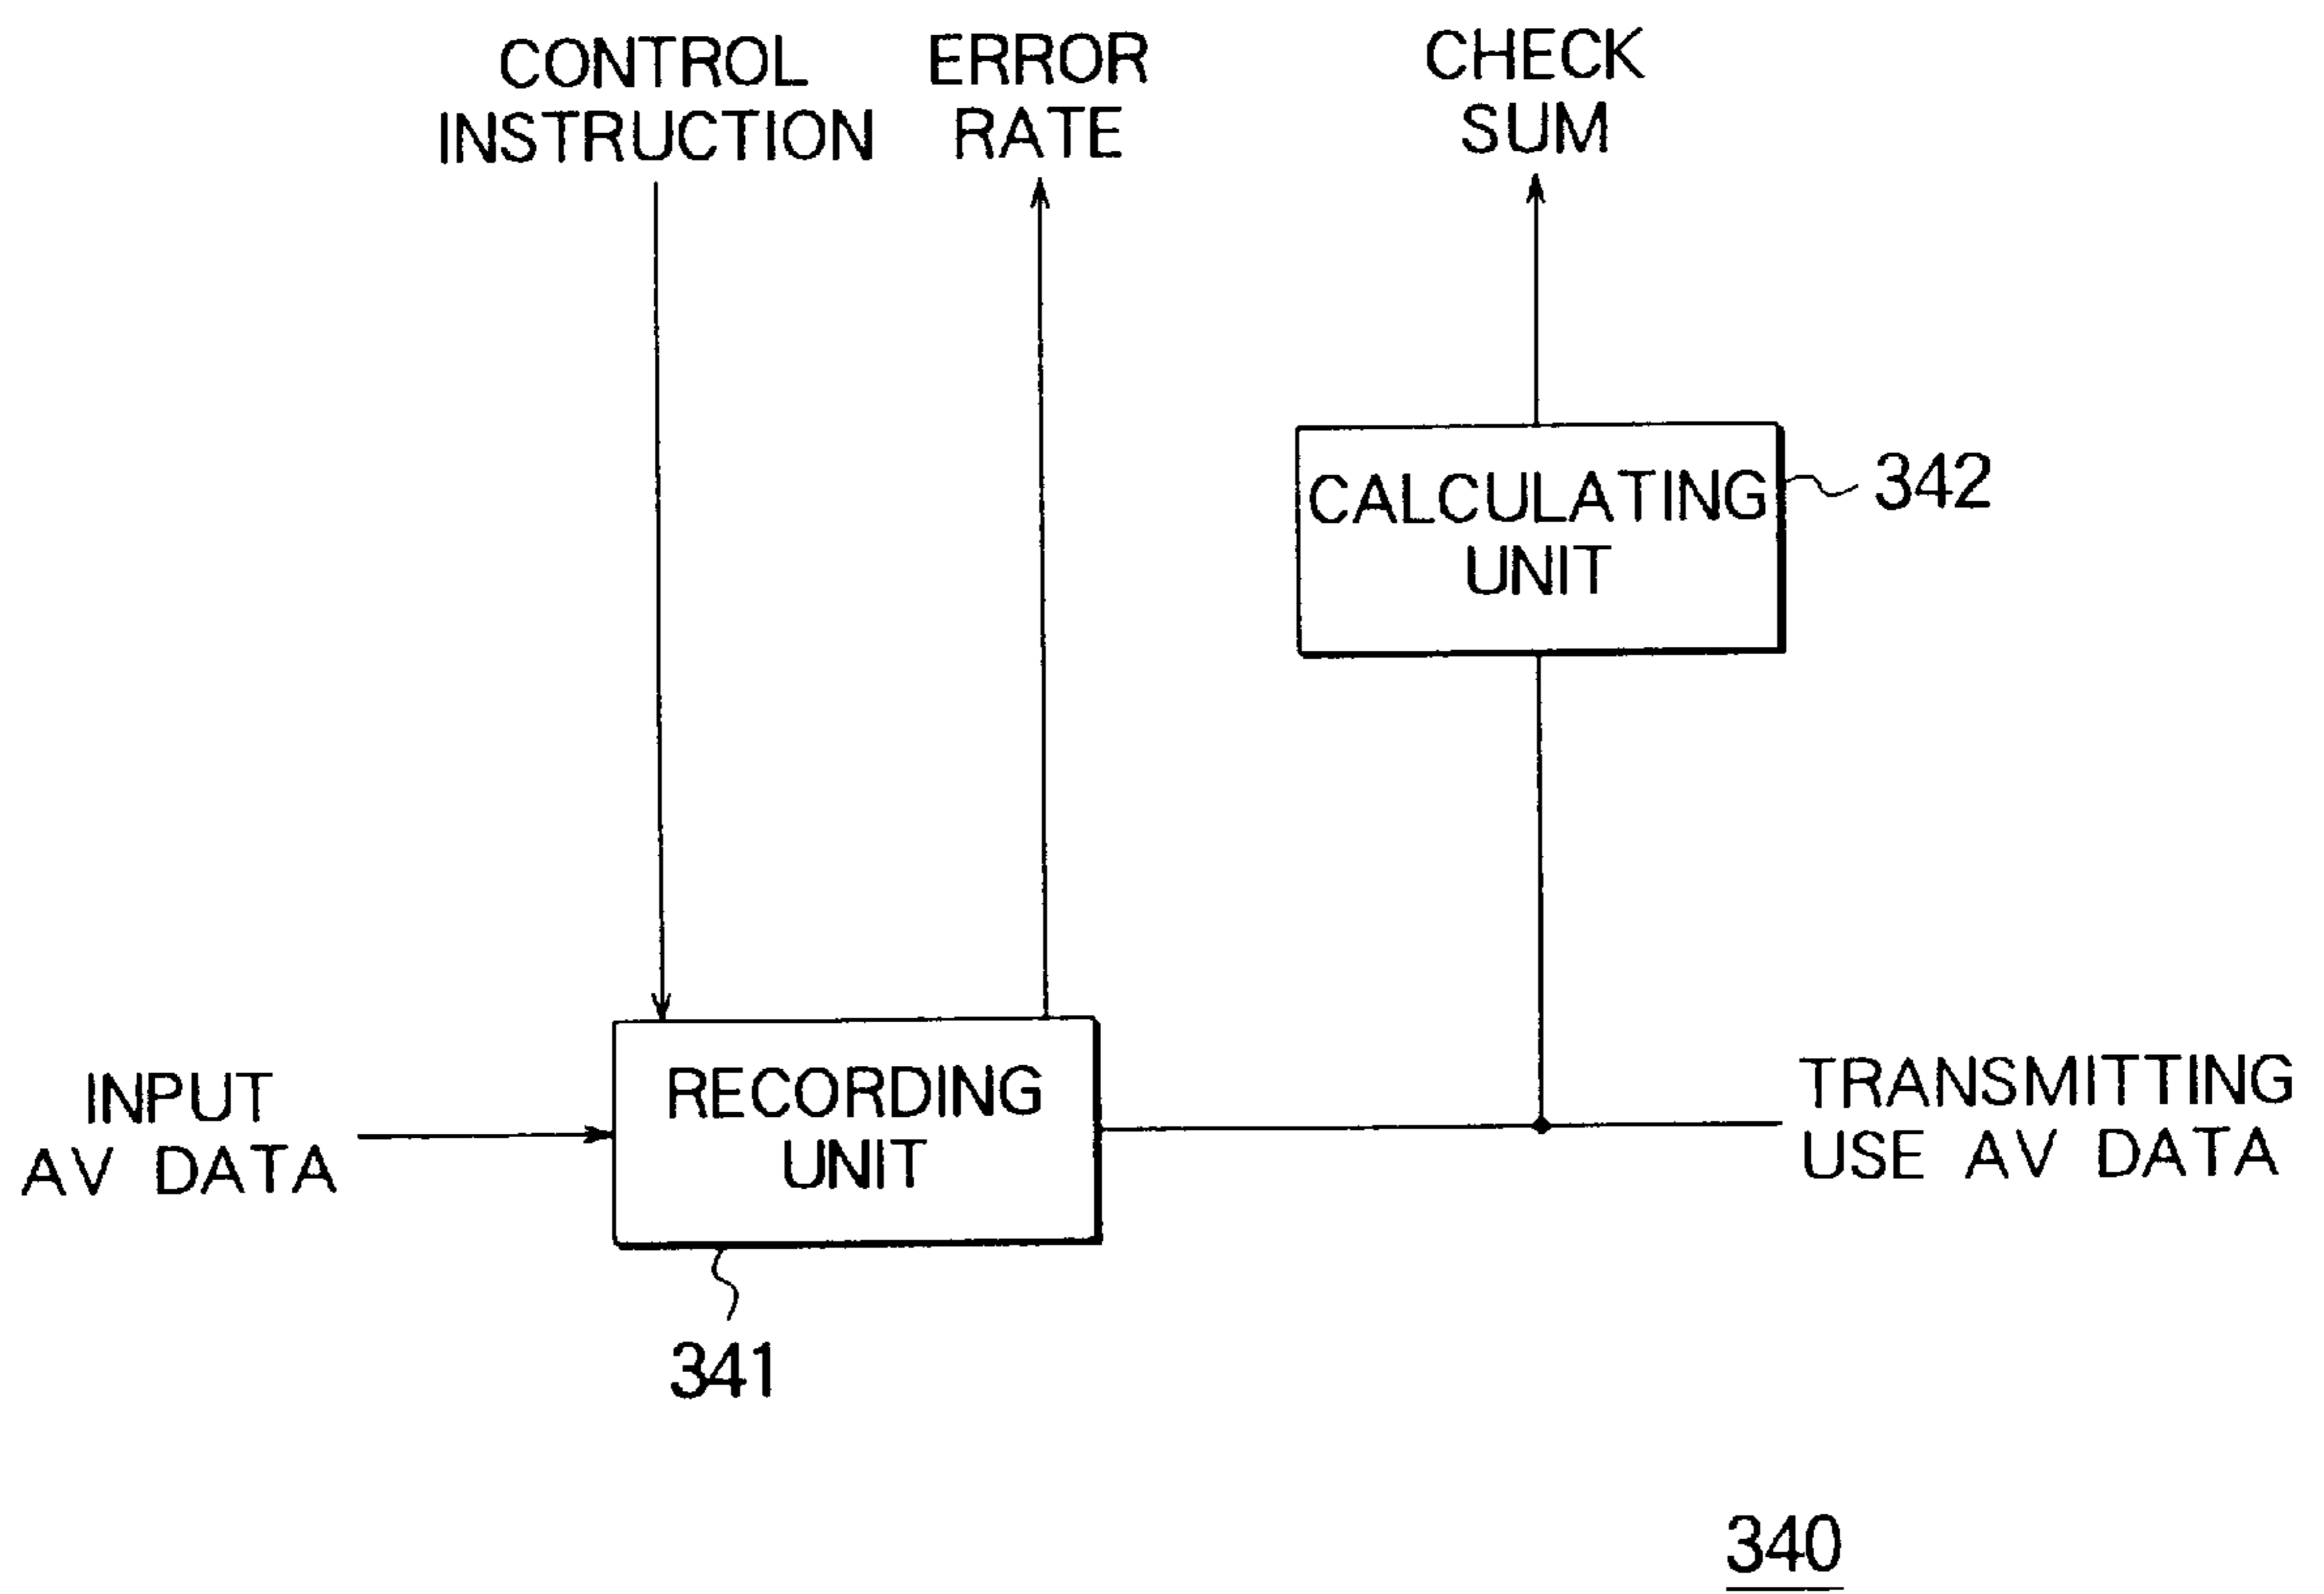 CONTROL
INSTRUCTION
ERROR
RATE
CHECK
SUM
CALCULATING
UNIT
342
INPUT
AV DATA
RECORDING
UNIT
341
TRANSMITTING
USE AV DATA
340